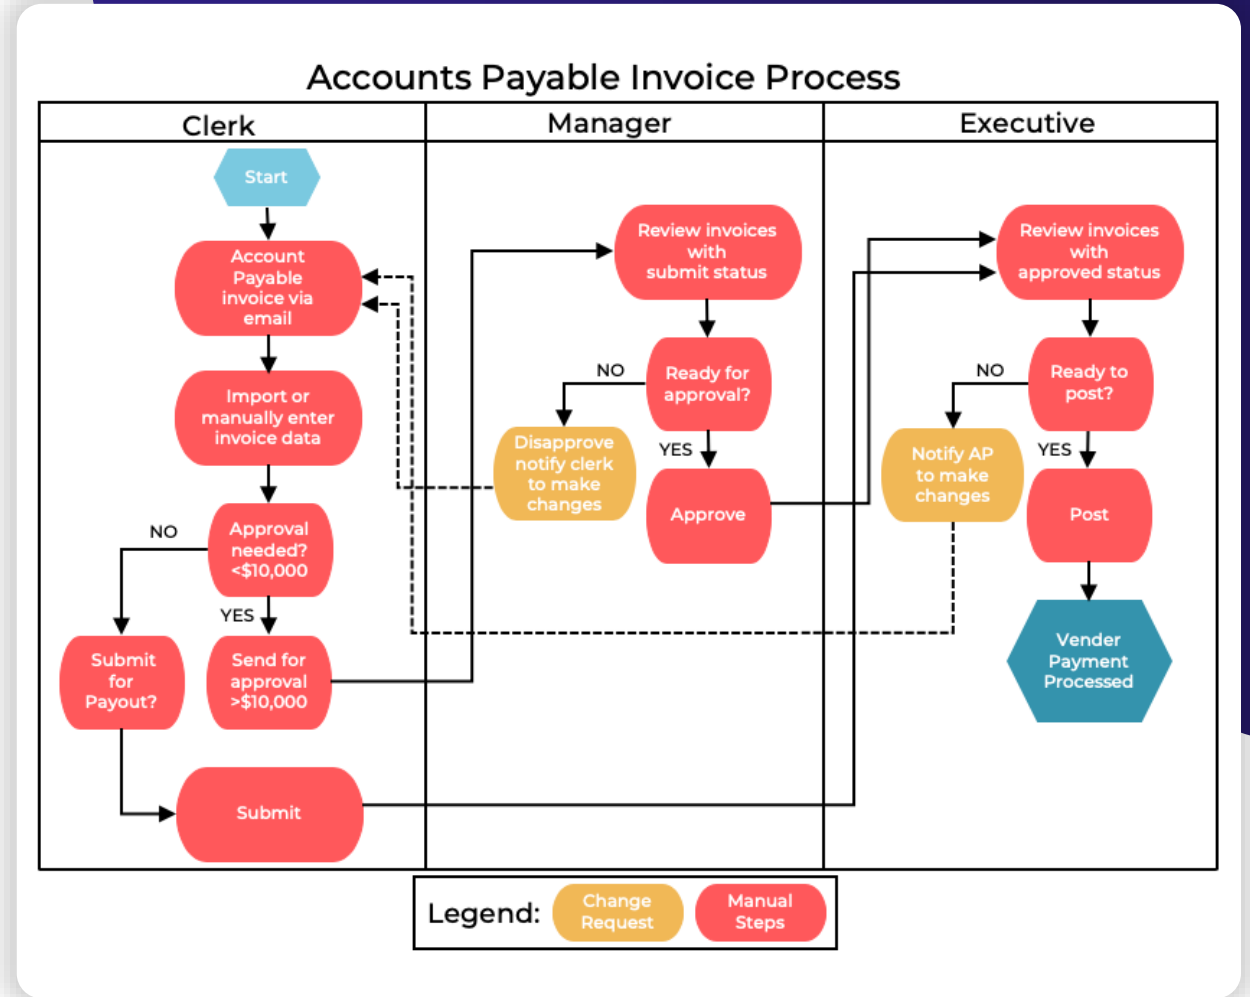 Accounts Payable Invoice Process
Clerk
Manager
Executive
Start
Account
Payable
invoice via
email
Import or
manually enter
invoice data
Approval
needed?
<$10,000
NO
YES
Submit
for
Payout?
Send for
approval
>$10,000
Submit
Review invoices
with
submit status
Ready for
approval?
NO
YES
Disapprove
notify clerk
to make
changes
Approve
Review invoices
with
approved status
Ready to
post?
NO
YES
Notify AP
to make
changes
Post
Vender
Payment
Processed
Legend:
Change
Request
Manual
Steps